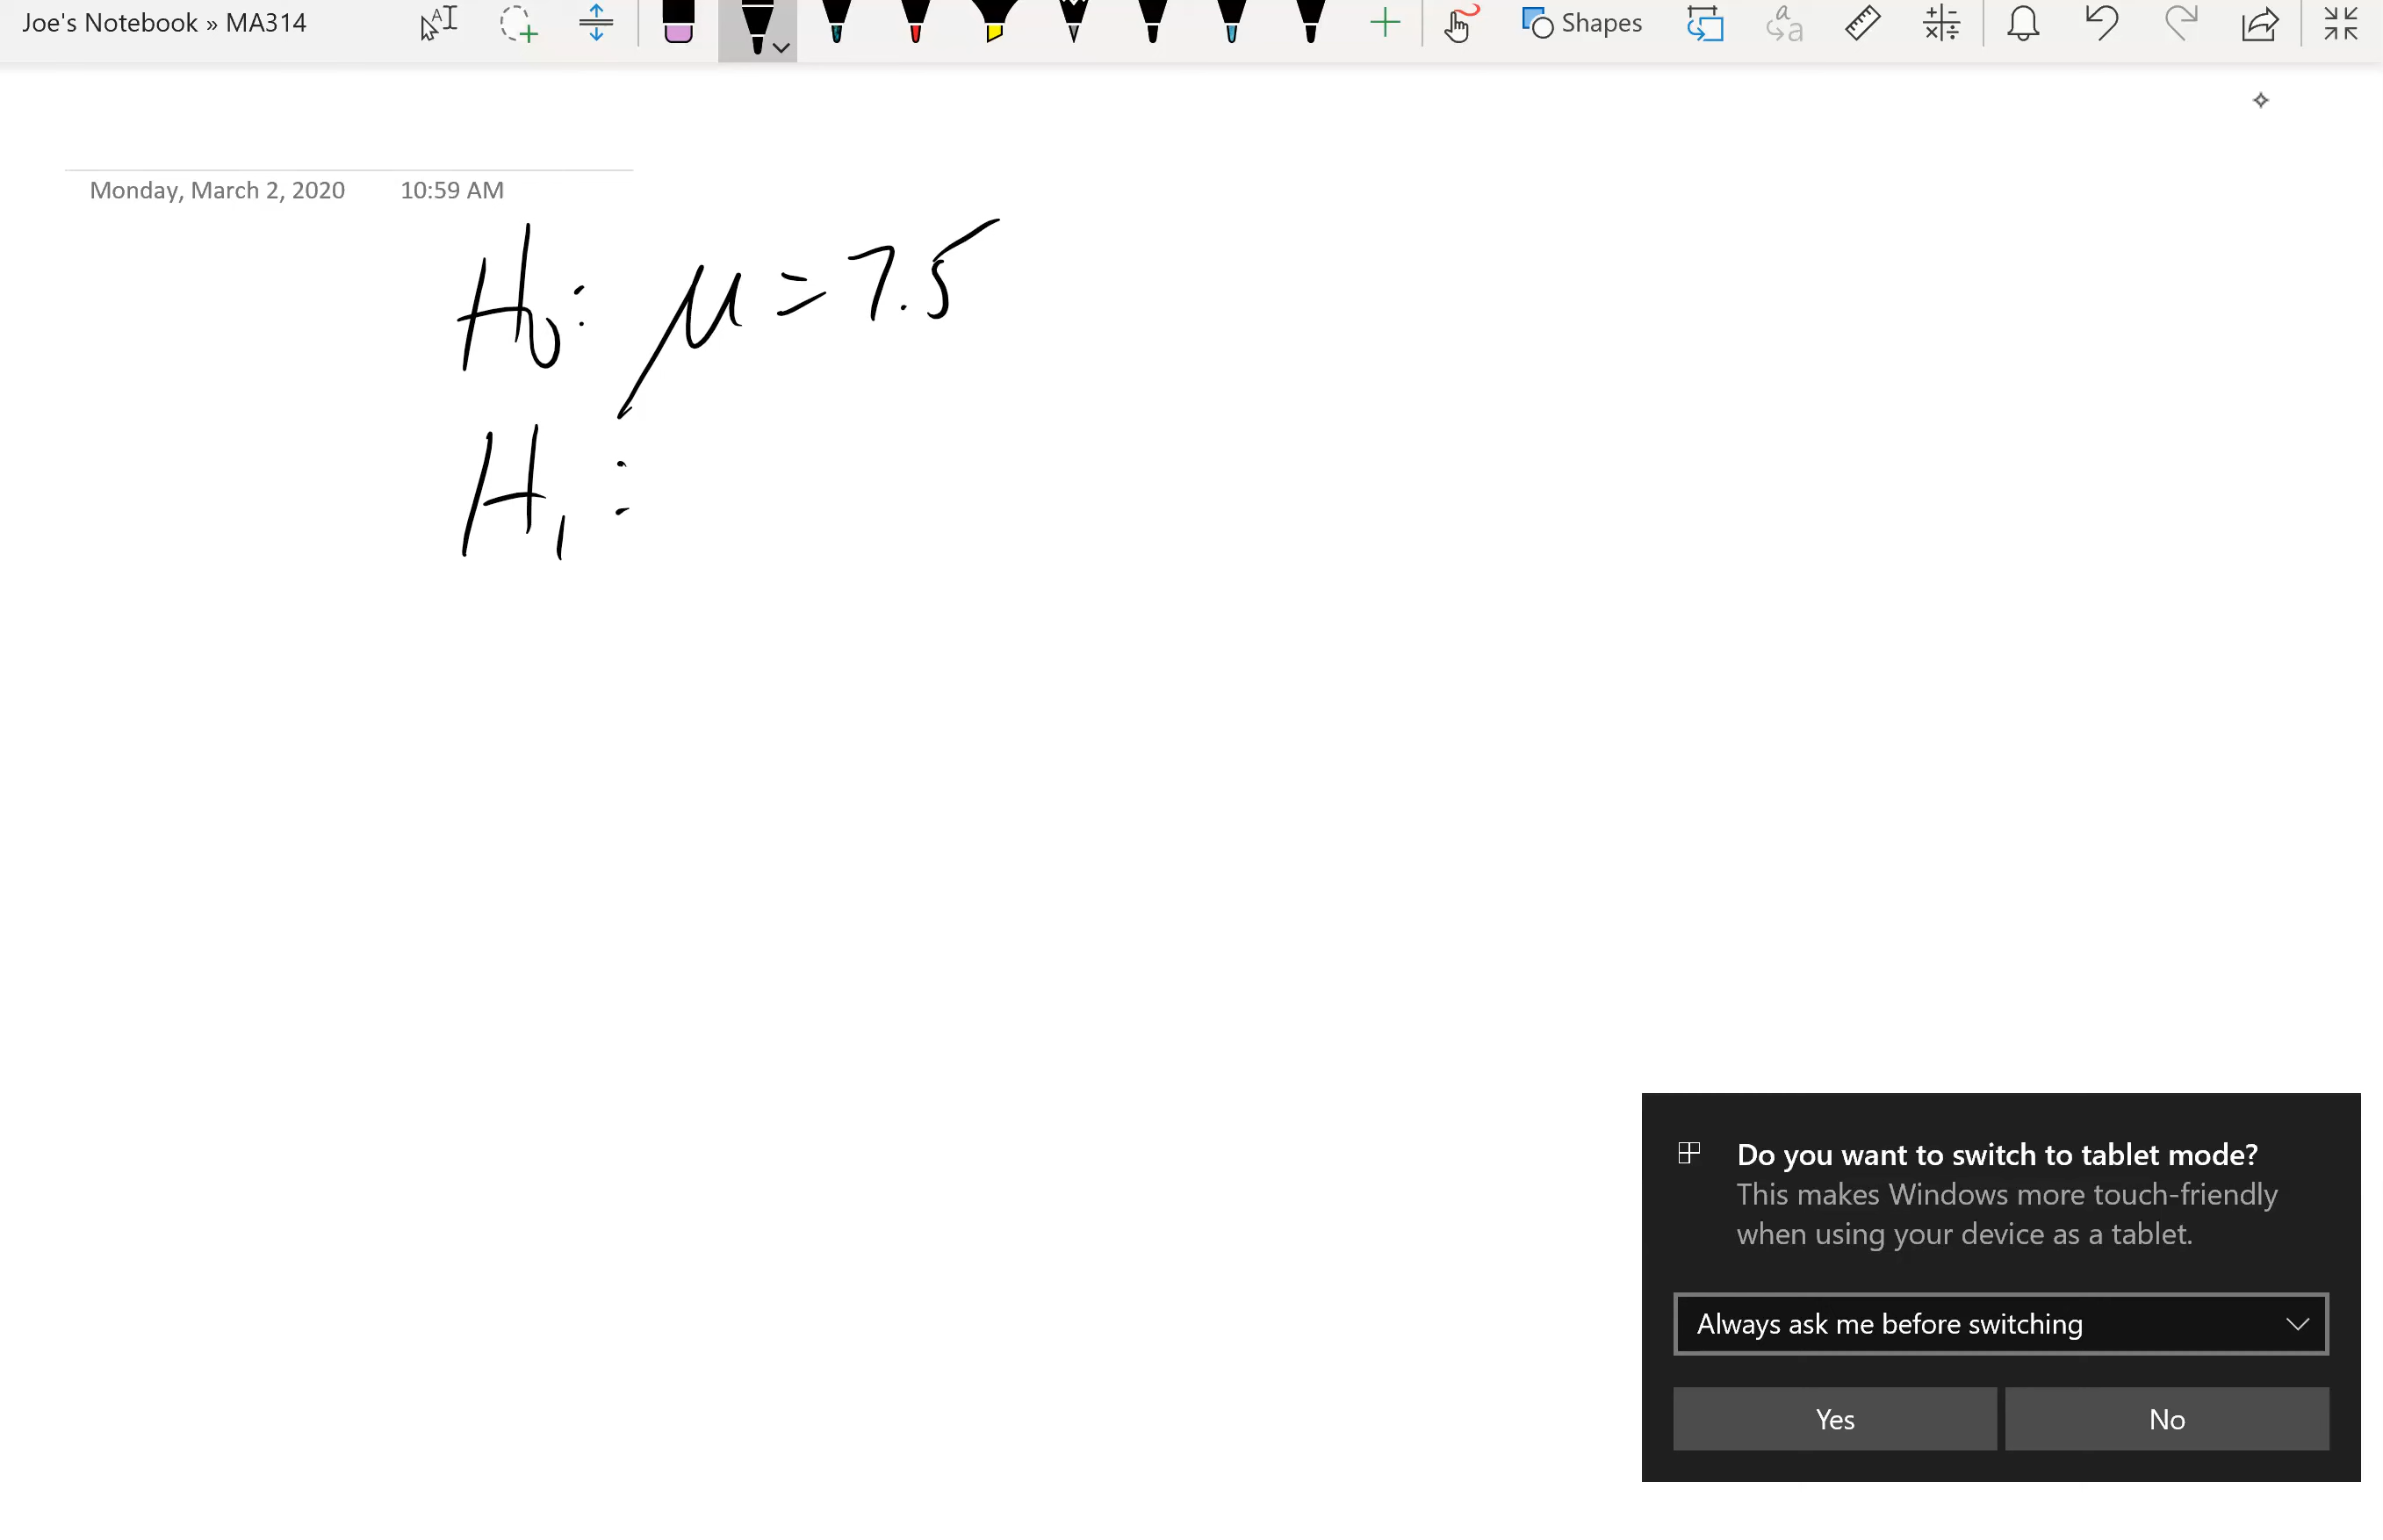 Joe's Notebook » MA314
Shapes
Monday, March 2, 2020 10:59 AM
H₀: μ = 7.5
H₁:
Do you want to switch to tablet mode?
This makes Windows more touch-friendly
when using your device as a tablet.
Always ask me before switching
Yes No